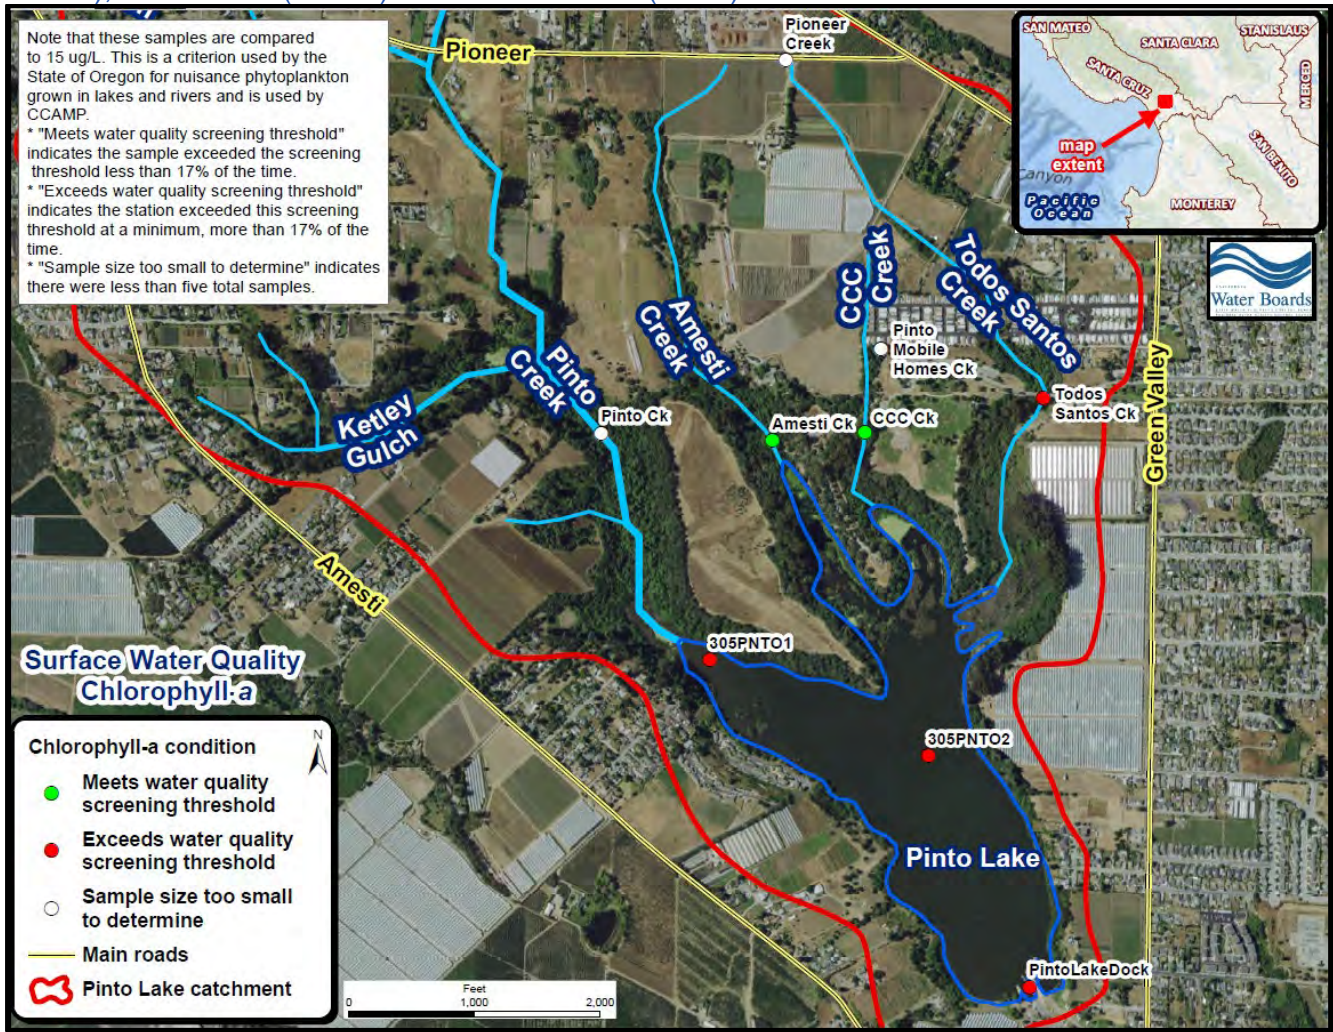 Note that these samples are compared
to 15 ug/L. This is a criterion used by the
State of Oregon for nuisance phytoplankton
grown in lakes and rivers and is used by
CCAMP.
* "Meets water quality screening threshold"
indicates the sample exceeded the screening
threshold less than 17% of the time.
* "Exceeds water quality screening threshold"
indicates the station exceeded this screening
threshold at a minimum, more than 17% of the
time.
* "Sample size too small to determine" indicates
there were less than five total samples.
Pioneer
Pioneer
Creek
SAN MATEO
SANTA CLARA
STANISLAUS
SANTA CRUZ
MERCED
map
extent
Canyon
SAN BENITO
Pacific
Ocean
MONTEREY
Water Boards
CCC
Creek
Todos Santos
Creek
Amesti
Creek
Pinto
Mobile
Homes Ck
Pinto
Creek
Ketley
Gulch
Pinto Ck
Amesti Ck
CCC Ck
Todos
Santos Ck
Green Valley
Amesti
305PNTO1
305PNTO2
Pinto Lake
PintoLakeDock
Surface Water Quality
Chlorophyll-a
Chlorophyll-a condition
N
Meets water quality
screening threshold
Exceeds water quality
screening threshold
Sample size too small
to determine
Main roads
Pinto Lake catchment
Feet
0 1,000 2,000